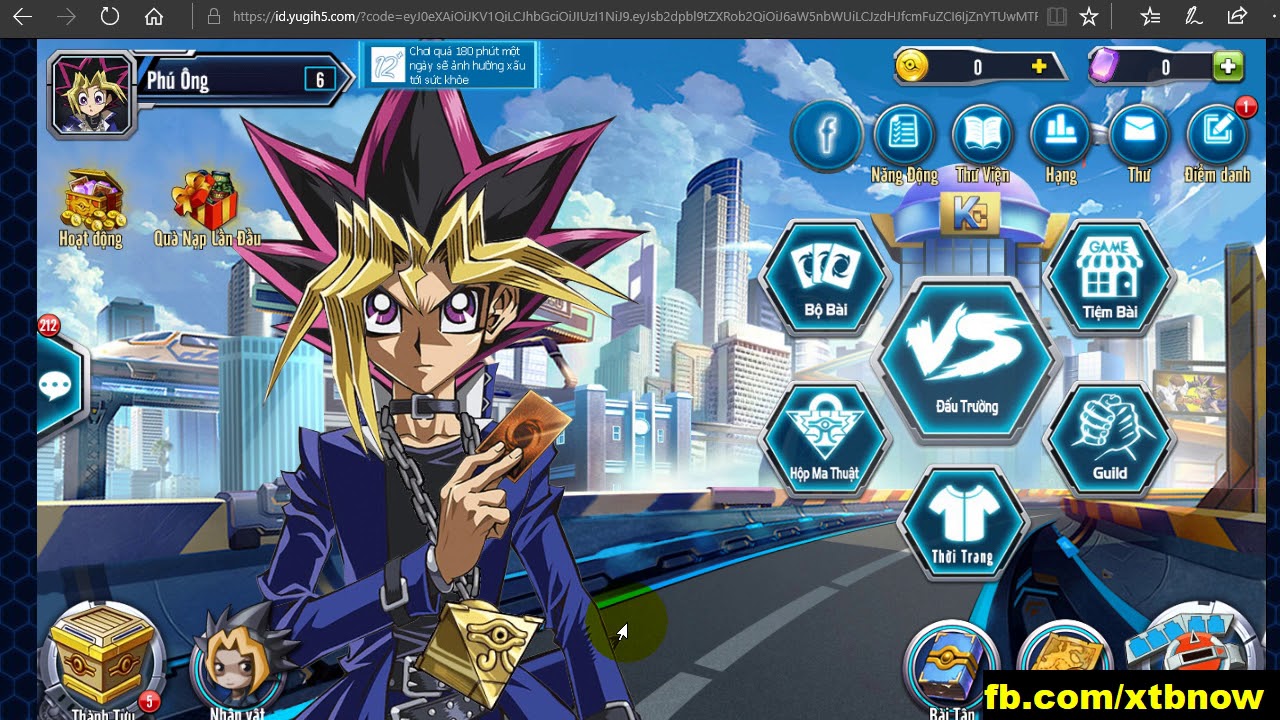 https://id.yugih5.com/?code=eyJ0eXAiOiJKV1QiLCJhbGciOiJIUzI1NiJ9.eyJsb2dpbl9tZXRob2QiOiJ6aW5nbWUiLCJzdHJfcmFuZCI6IjZnYTUwMTF
Phú Ông
6
12+
Chơi quá 180 phút một
ngày sẽ ảnh hưởng xấu
tới sức khỏe
0
0
1
f
Năng Động
Thư Viện
Hạng
Thư
Điểm danh
Hoạt động
Quà Nạp Lần Đầu
KC
GAME
Bộ Bài
Tiệm Bài
VS
Đấu Trường
212
Hộp Ma Thuật
Guild
Thời Trang
5
Thành Tựu
Nhân vật
Bài Tần
fb.com/xtbnow